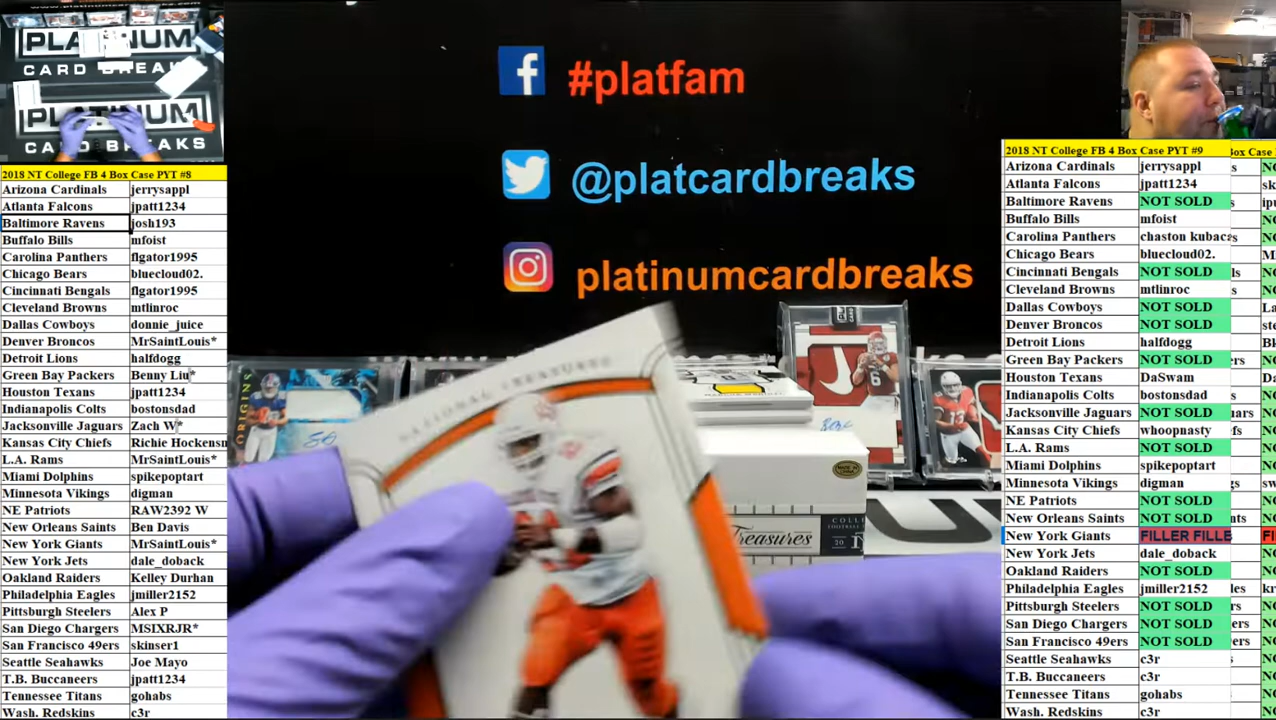 PLATINUM
CARD BREAKS
PLATINUM
CARD BREAKS
#platfam
@platcardbreaks
platinumcardbreaks
2018 NT College FB 4 Box Case PYT #8
Arizona Cardinals jerrysappl
Atlanta Falcons jpatt1234
Baltimore Ravens josh193
Buffalo Bills mfoist
Carolina Panthers flgator1995
Chicago Bears bluecloud02.
Cincinnati Bengals flgator1995
Cleveland Browns mtlinroc
Dallas Cowboys donnie_juice
Denver Broncos MrSaintLouis*
Detroit Lions halfdogg
Green Bay Packers Benny Liu*
Houston Texans jpatt1234
Indianapolis Colts bostonsdad
Jacksonville Jaguars Zach W*
Kansas City Chiefs Richie Hockensn
L.A. Rams MrSaintLouis*
Miami Dolphins spikepoptart
Minnesota Vikings digman
NE Patriots RAW2392 W
New Orleans Saints Ben Davis
New York Giants MrSaintLouis*
New York Jets dale_doback
Oakland Raiders Kelley Durhan
Philadelphia Eagles jmiller2152
Pittsburgh Steelers Alex P
San Diego Chargers MSIXRJR*
San Francisco 49ers skinser1
Seattle Seahawks Joe Mayo
T.B. Buccaneers jpatt1234
Tennessee Titans gohabs
Wash. Redskins c3r
NATIONAL TREASURES
ORIGINS
Treasures
MADE IN CHINA
2018 NT College FB 4 Box Case PYT #9
Arizona Cardinals jerrysappl
Atlanta Falcons jpatt1234
Baltimore Ravens NOT SOLD
Buffalo Bills mfoist
Carolina Panthers chaston kubacs
Chicago Bears bluecloud02.
Cincinnati Bengals NOT SOLD
Cleveland Browns mtlinroc
Dallas Cowboys NOT SOLD
Denver Broncos NOT SOLD
Detroit Lions halfdogg
Green Bay Packers NOT SOLD
Houston Texans DaSwam
Indianapolis Colts bostonsdad
Jacksonville Jaguars NOT SOLD
Kansas City Chiefs whoopnasty
L.A. Rams NOT SOLD
Miami Dolphins spikepoptart
Minnesota Vikings digman
NE Patriots NOT SOLD
New Orleans Saints NOT SOLD
New York Giants FILLER FILLE
New York Jets dale_doback
Oakland Raiders NOT SOLD
Philadelphia Eagles jmiller2152
Pittsburgh Steelers NOT SOLD
San Diego Chargers NOT SOLD
San Francisco 49ers NOT SOLD
Seattle Seahawks c3r
T.B. Buccaneers c3r
Tennessee Titans gohabs
Wash. Redskins c3r